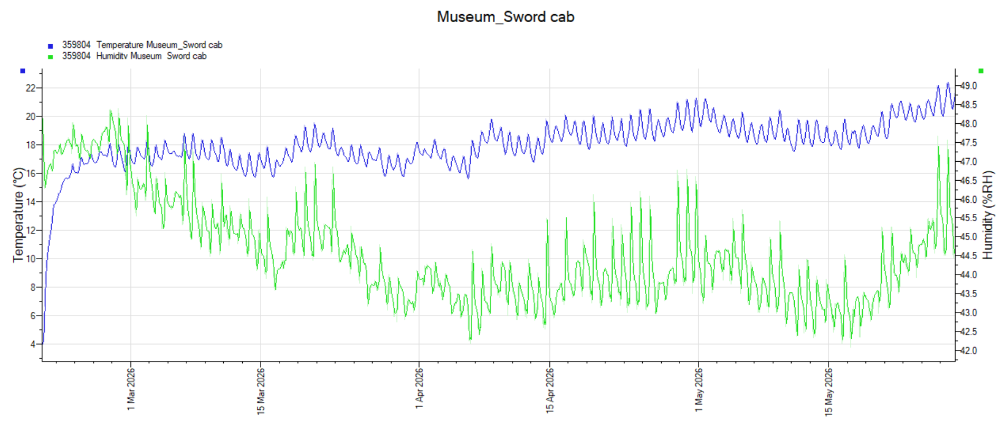 Museum_Sword cab
359804 Temperature Museum_Sword cab
359804 Humidity Museum Sword cab
Temperature (°C)
22
20
18
16
14
12
10
8
6
4
49.0
48.5
48.0
47.5
47.0
46.5
46.0
45.5
45.0
44.5
44.0
43.5
43.0
42.5
42.0
Humidity (%RH)
1 Mar 2026
15 Mar 2026
1 Apr 2026
15 Apr 2026
1 May 2026
15 May 2026